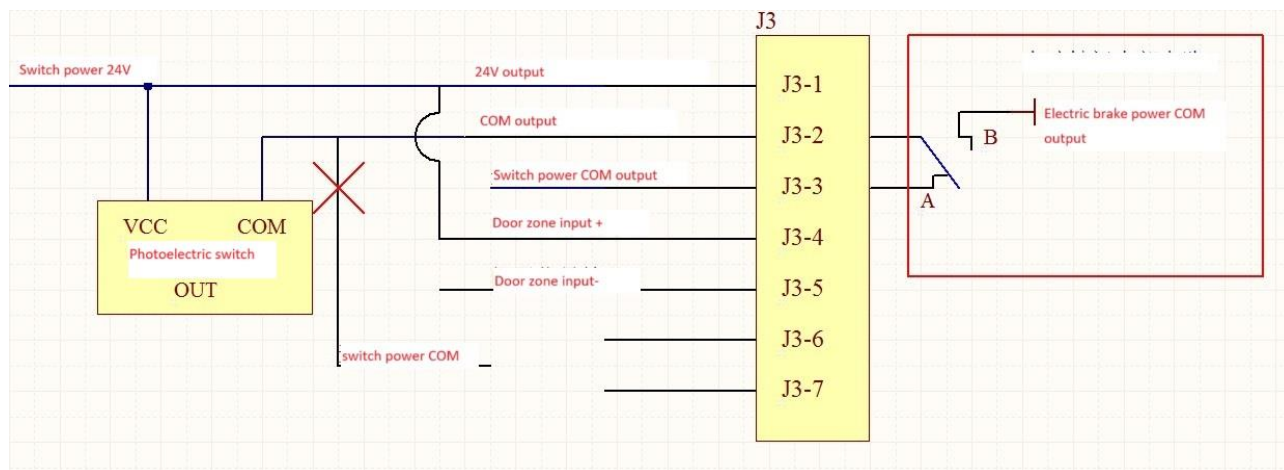 J3
Switch power 24V
24V output
J3-1
COM output
J3-2
Electric brake power COM
output
B
Switch power COM output
J3-3
A
VCC
COM
Door zone input +
J3-4
Photoelectric switch
Door zone input-
J3-5
OUT
J3-6
switch power COM
J3-7